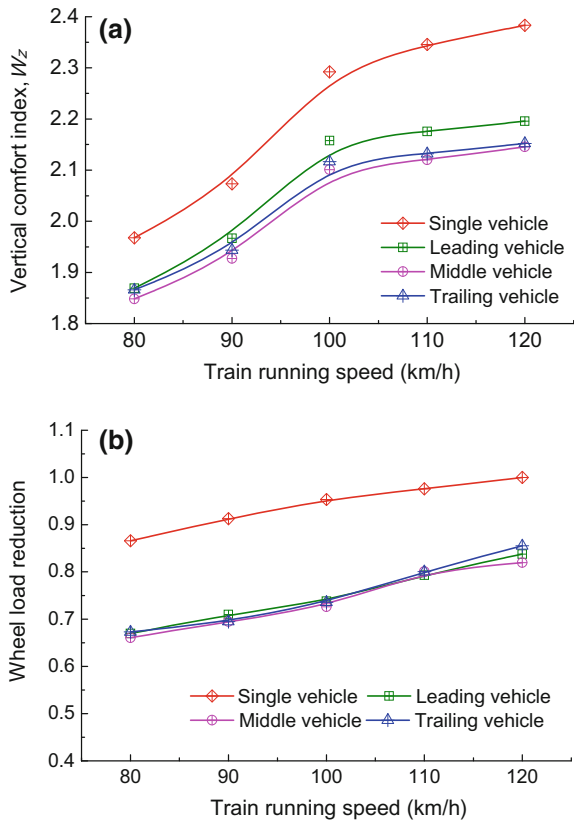 (a)
Vertical comfort index, Wz
2.4
2.3
2.2
2.1
2.0
1.9
1.8
Single vehicle
Leading vehicle
Middle vehicle
Trailing vehicle
80 90 100 110 120
Train running speed (km/h)
(b)
Wheel load reduction
1.1
1.0
0.9
0.8
0.7
0.6
0.5
0.4
Single vehicle Leading vehicle
Middle vehicle Trailing vehicle
80 90 100 110 120
Train running speed (km/h)